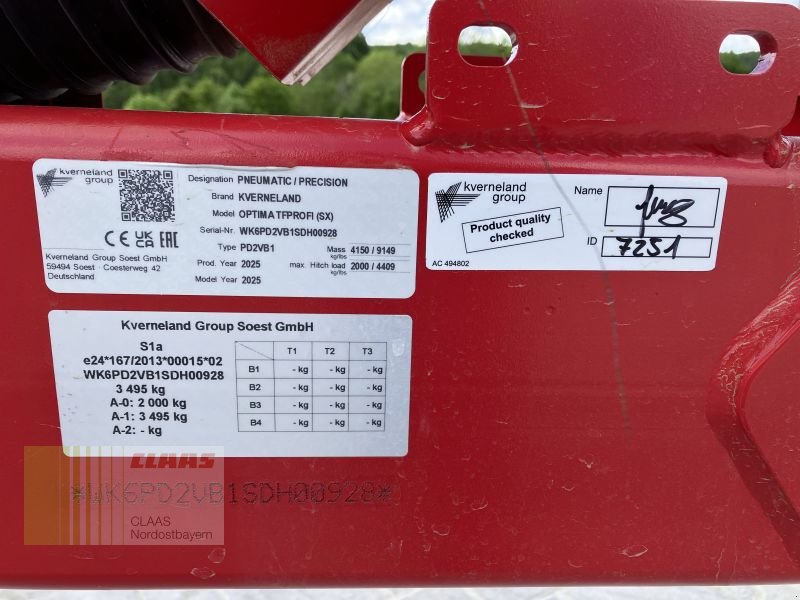 kverneland
group
CE UK CA EAC
Kverneland Group Soest GmbH
59494 Soest - Coesterweg 42
Deutschland
Designation PNEUMATIC / PRECISION
Brand KVERNELAND
Model OPTIMA TFPROFI (SX)
Serial-Nr. WK6PD2VB1SDH00928
Type PD2VB1 Mass kg/lbs 4150 / 9149
Prod. Year 2025 max. Hitch load kg/lbs 2000 / 4409
Model Year 2025
kverneland
group
Product quality
checked
AC 494802
Name
ID 7251
Kverneland Group Soest GmbH
S1a
e24*167/2013*00015*02
WK6PD2VB1SDH00928
3 495 kg
A-0: 2 000 kg
A-1: 3 495 kg
A-2: - kg
T1 T2 T3
B1 - kg - kg - kg
B2 - kg - kg - kg
B3 - kg - kg - kg
B4 - kg - kg - kg
CLAAS
*WK6PD2VB1SDH00928*
CLAAS
Nordostbayern